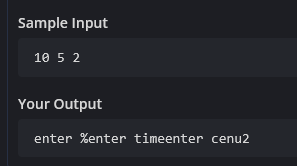 Sample Input
10 5 2
Your Output
enter %enter timeenter cenu2